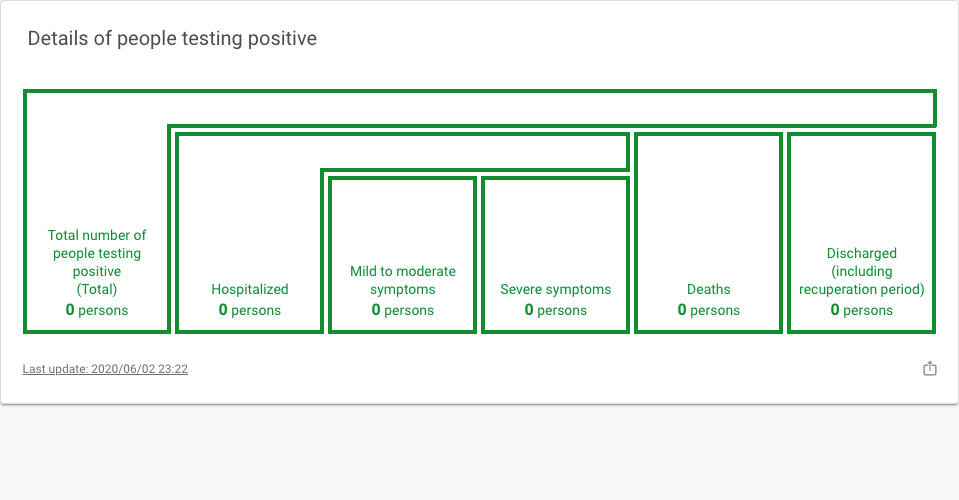 Details of people testing positive
Total number of
people testing
positive
(Total)
0 persons
Hospitalized
0 persons
Mild to moderate
symptoms
0 persons
Severe symptoms
0 persons
Deaths
0 persons
Discharged
(including
recuperation period)
0 persons
Last update: 2020/06/02 23:22